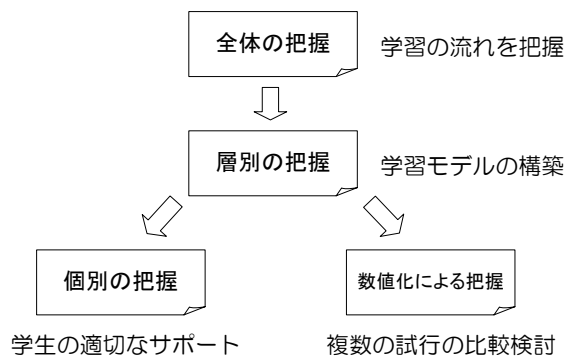 全体の把握
学習の流れを把握
層別の把握
学習モデルの構築
個別の把握
数値化による把握
学生の適切なサポート
複数の試行の比較検討